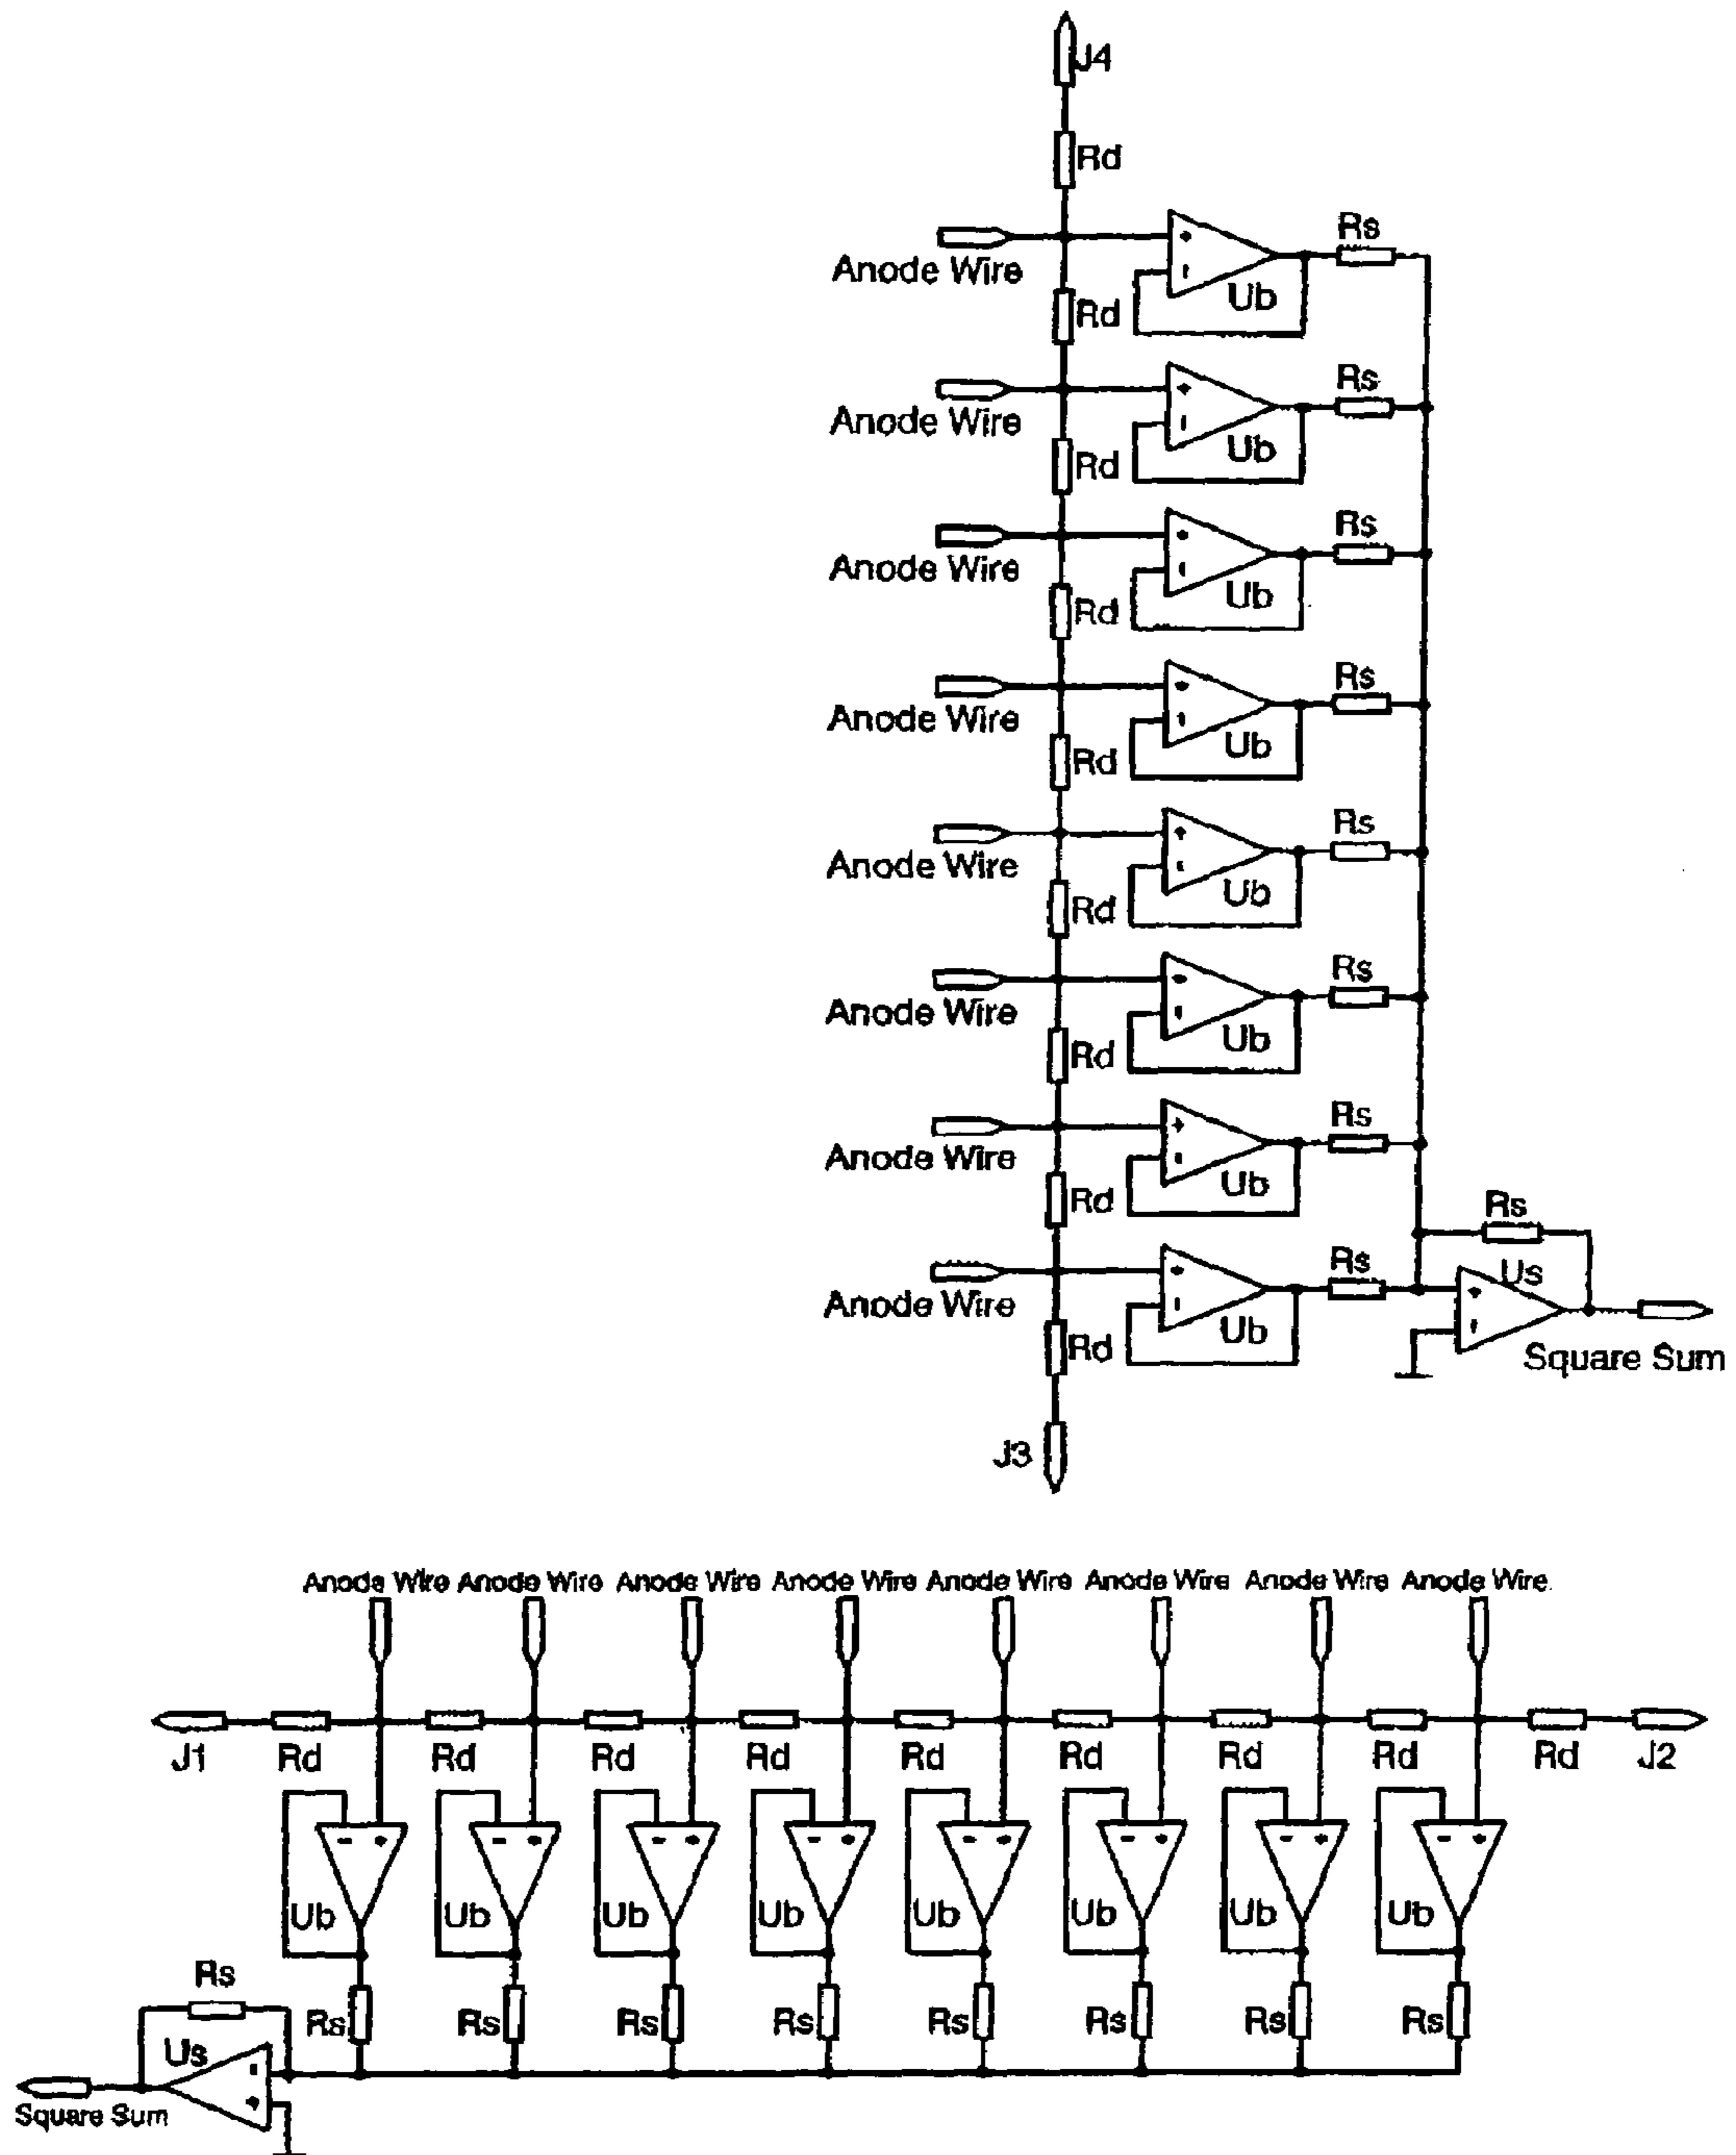 J4
Rd
Rs
Anode Wire
Ub
Rd
Rs
Anode Wire
Ub
Rd
Rs
Anode Wire
Ub
Rd
Rs
Anode Wire
Ub
Rd
Rs
Anode Wire
Ub
Rd
Rs
Anode Wire
Ub
Rd
Rs
Anode Wire
Ub
Rd
Rs
Rs
Us
Anode Wire
Ub
Rd
Square Sum
J3
Anode Wire Anode Wire Anode Wire Anode Wire Anode Wire Anode Wire Anode Wire Anode Wire
J1 Rd Rd Rd Rd Rd Rd Rd Rd Rd J2
Ub Ub Ub Ub Ub Ub Ub Ub
Rs
Rs Rs Rs Rs Rs Rs Rs Rs
Us
Square Sum